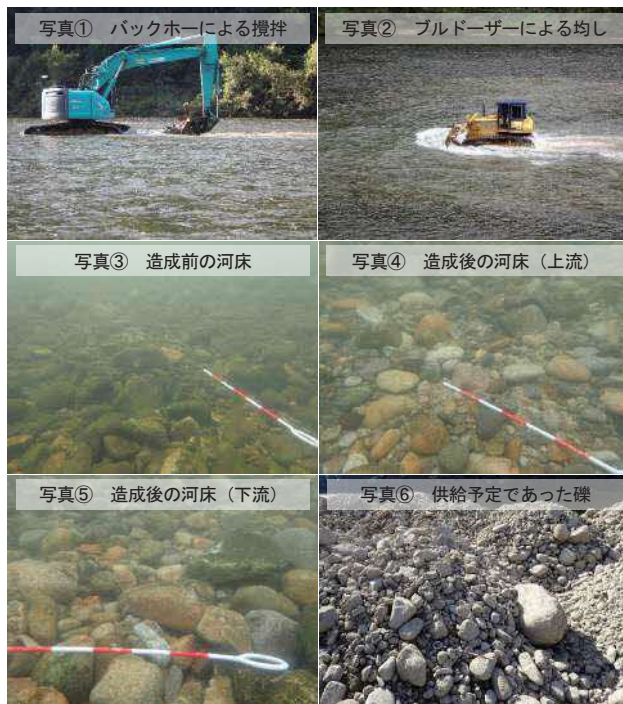 写真①　バックホーによる攪拌
写真②　ブルドーザーによる均し
写真③　造成前の河床
写真④　造成後の河床（上流）
写真⑤　造成後の河床（下流）
写真⑥　供給予定であった礫